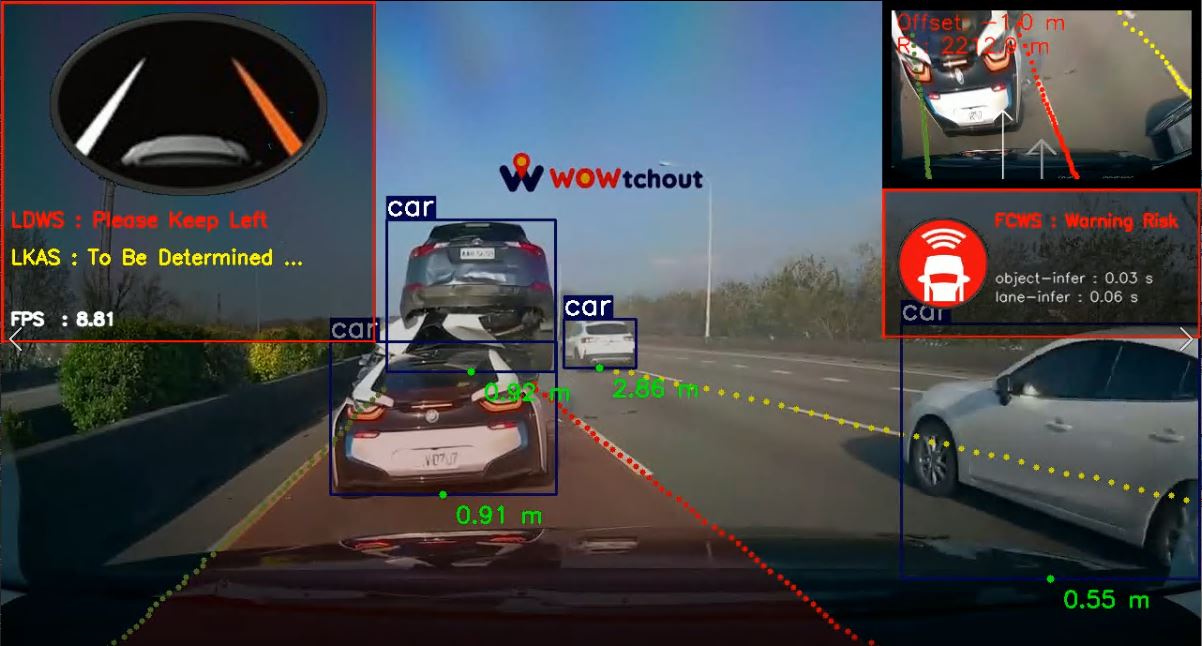 LDWS : Please Keep Left
LKAS : To Be Determined ...
FPS : 8.81
WOWtchout
Offset: -1.0 m
R : 2212.9 m
FCWS : Warning Risk
object-infer : 0.03 s
lane-infer : 0.06 s
car
car
car
car
0.92 m
2.86 m
0.91 m
0.55 m